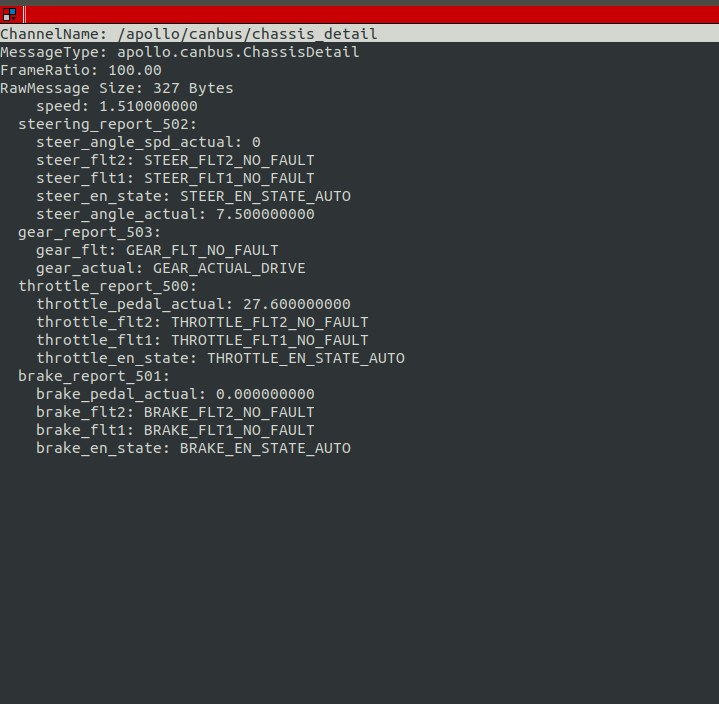 ChannelName: /apollo/canbus/chassis_detail
MessageType: apollo.canbus.ChassisDetail
FrameRatio: 100.00
RawMessage Size: 327 Bytes
speed: 1.510000000
steering_report_502:
steer_angle_spd_actual: 0
steer_flt2: STEER_FLT2_NO_FAULT
steer_flt1: STEER_FLT1_NO_FAULT
steer_en_state: STEER_EN_STATE_AUTO
steer_angle_actual: 7.500000000
gear_report_503:
gear_flt: GEAR_FLT_NO_FAULT
gear_actual: GEAR_ACTUAL_DRIVE
throttle_report_500:
throttle_pedal_actual: 27.600000000
throttle_flt2: THROTTLE_FLT2_NO_FAULT
throttle_flt1: THROTTLE_FLT1_NO_FAULT
throttle_en_state: THROTTLE_EN_STATE_AUTO
brake_report_501:
brake_pedal_actual: 0.000000000
brake_flt2: BRAKE_FLT2_NO_FAULT
brake_flt1: BRAKE_FLT1_NO_FAULT
brake_en_state: BRAKE_EN_STATE_AUTO